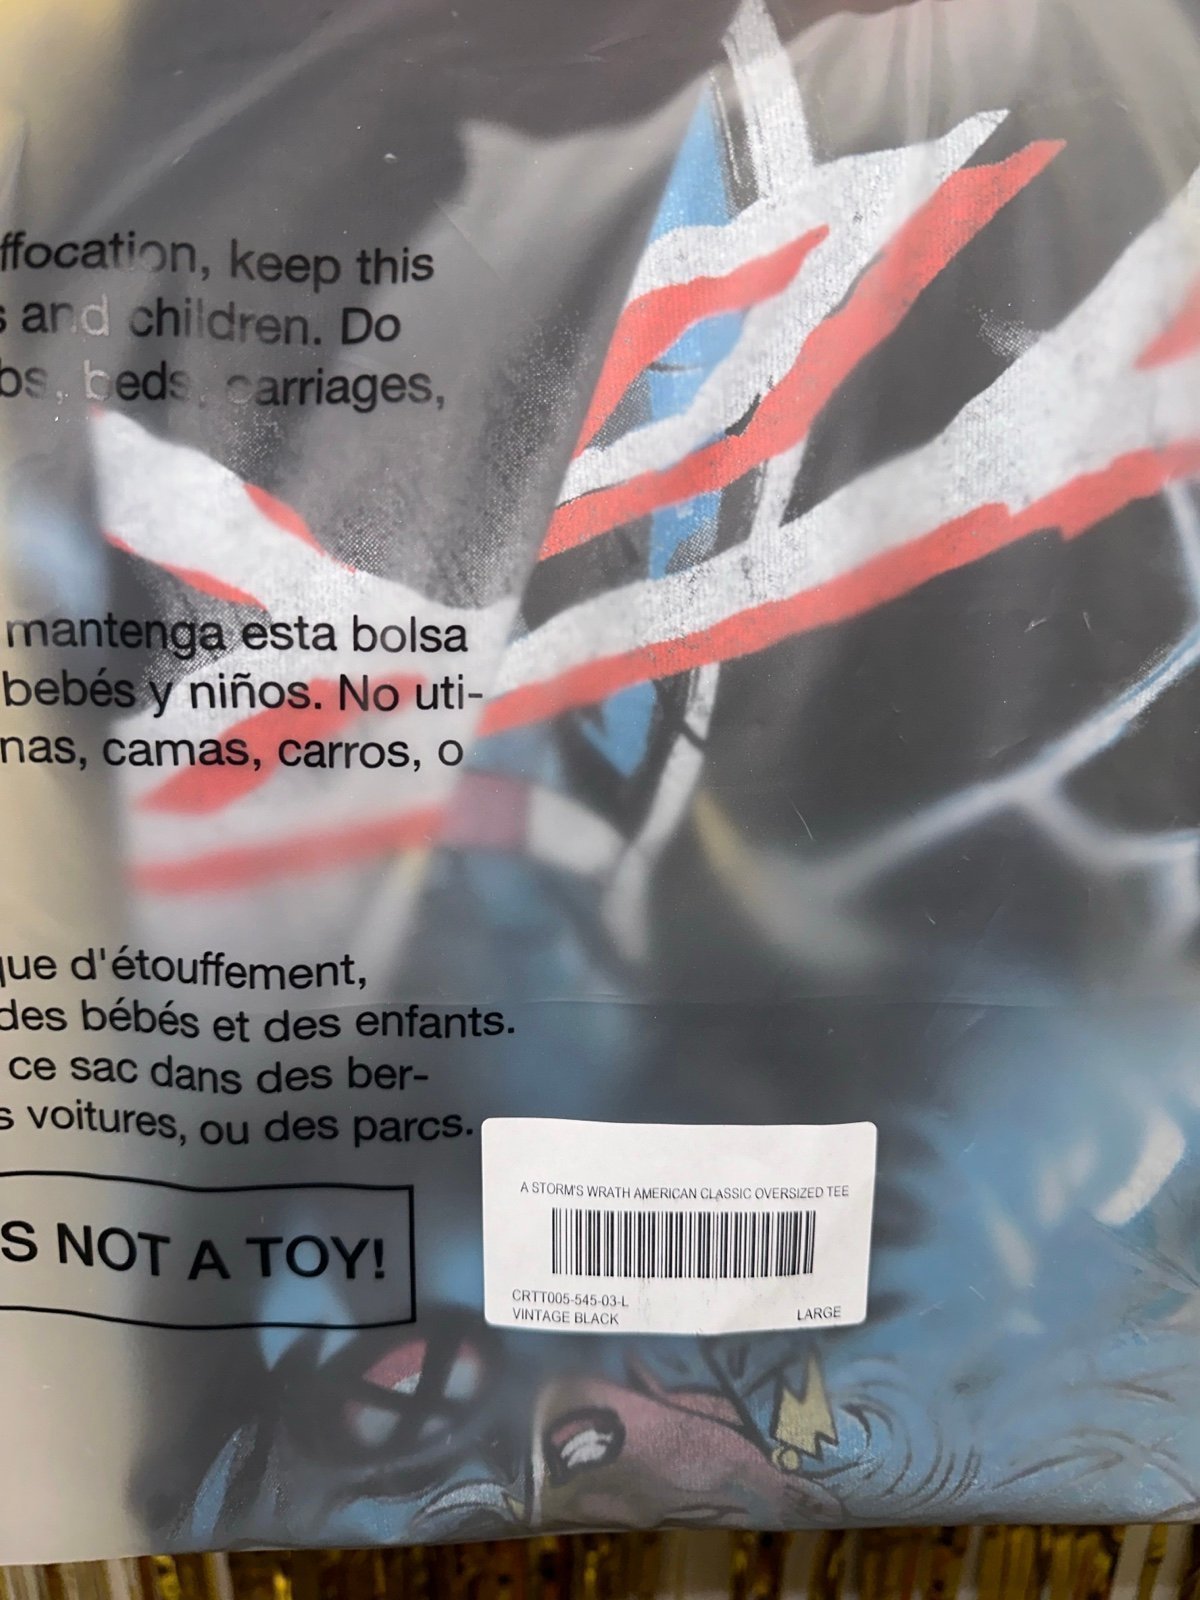 ffocation, keep this
s and children. Do
bs, beds, carriages,
mantenga esta bolsa
bebés y niños. No uti-
nas, camas, carros, o
que d'étouffement,
des bébés et des enfants.
ce sac dans des ber-
s voitures, ou des parcs.
S NOT A TOY!
A STORM'S WRATH AMERICAN CLASSIC OVERSIZED TEE
CRTT005-545-03-L
VINTAGE BLACK
LARGE